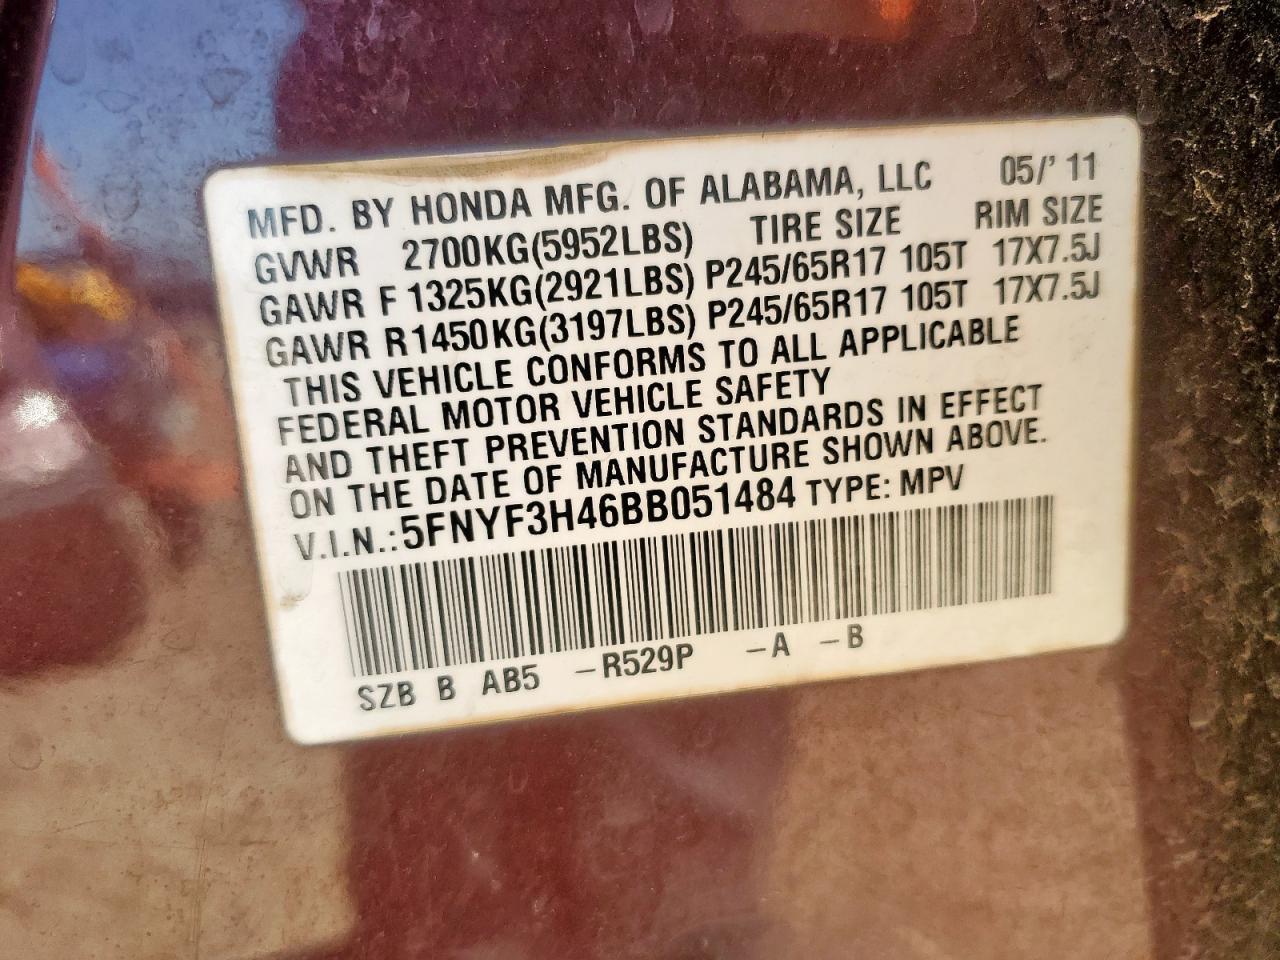 MFD. BY HONDA MFG. OF ALABAMA, LLC 05/' 11
GVWR 2700KG(5952LBS) TIRE SIZE RIM SIZE
GAWR F 1325KG(2921LBS) P245/65R17 105T 17X7.5J
GAWR R1450KG(3197LBS) P245/65R17 105T 17X7.5J
THIS VEHICLE CONFORMS TO ALL APPLICABLE
FEDERAL MOTOR VEHICLE SAFETY
AND THEFT PREVENTION STANDARDS IN EFFECT
ON THE DATE OF MANUFACTURE SHOWN ABOVE.
V.I.N.:5FNYF3H46BB051484 TYPE: MPV
SZB B AB5 –R529P –A –B